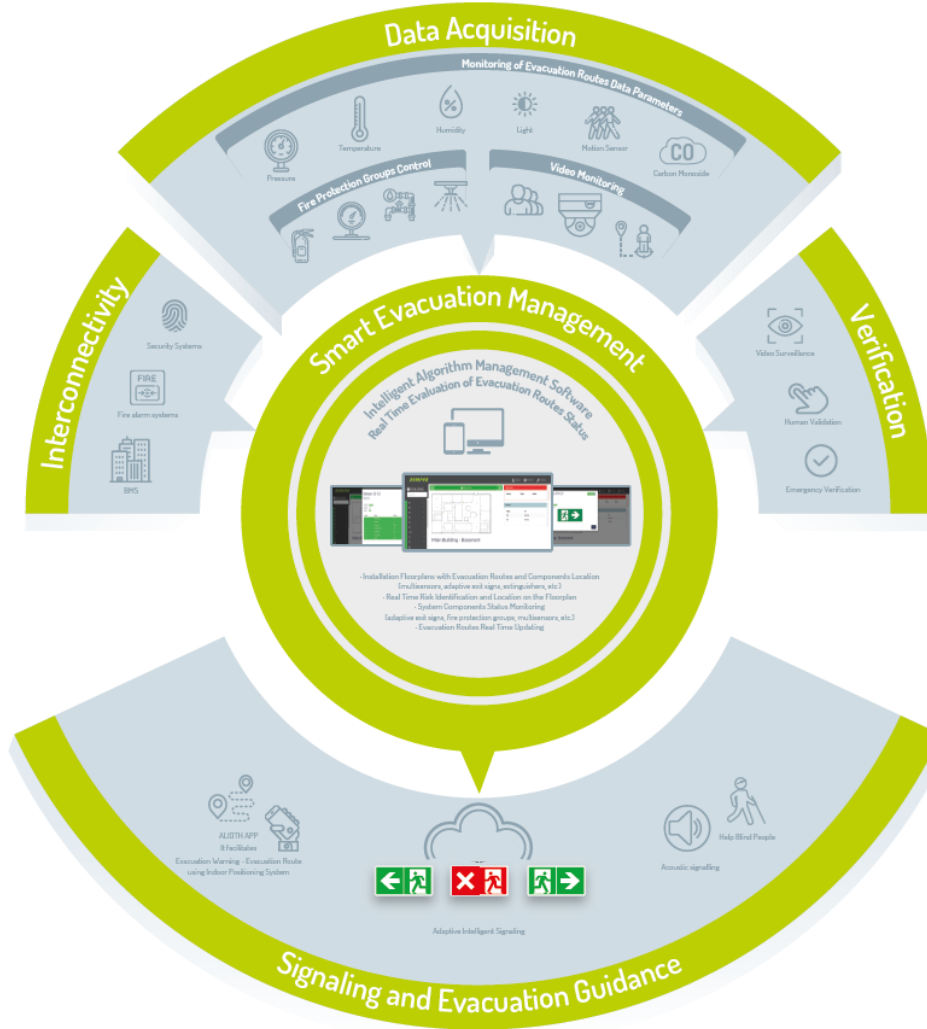 Data Acquisition
Monitoring of Evacuation Routes Data Parameters
Pressure
Temperature
Humidity
Light
Motion Sensor
CO
Carbon Monoxide
Fire Protection Groups Control
Video Monitoring
Interconnectivity
Security Systems
FIRE
Fire alarm systems
BMS
Verification
Video Surveillance
Human Validation
Emergency Verification
Smart Evacuation Management
Intelligent Algorithm Management Software
Real Time Evaluation of Evacuation Routes Status
Main Building - Basement
- Installation Floorplans with Evacuation Routes and Components Location
(multisensors, adaptive exit signs, extinguishers, etc.)
- Real Time Risk Identification and Location on the Floorplan
- System Components Status Monitoring
(adaptive exit signs, fire protection groups, multisensors, etc.)
- Evacuation Routes Real Time Updating
ALIOTH APP
It facilitates
Evacuation Warning - Evacuation Route
using Indoor Positioning System
Adaptive Intelligent Signaling
Acoustic signalling
Help Blind People
Signaling and Evacuation Guidance